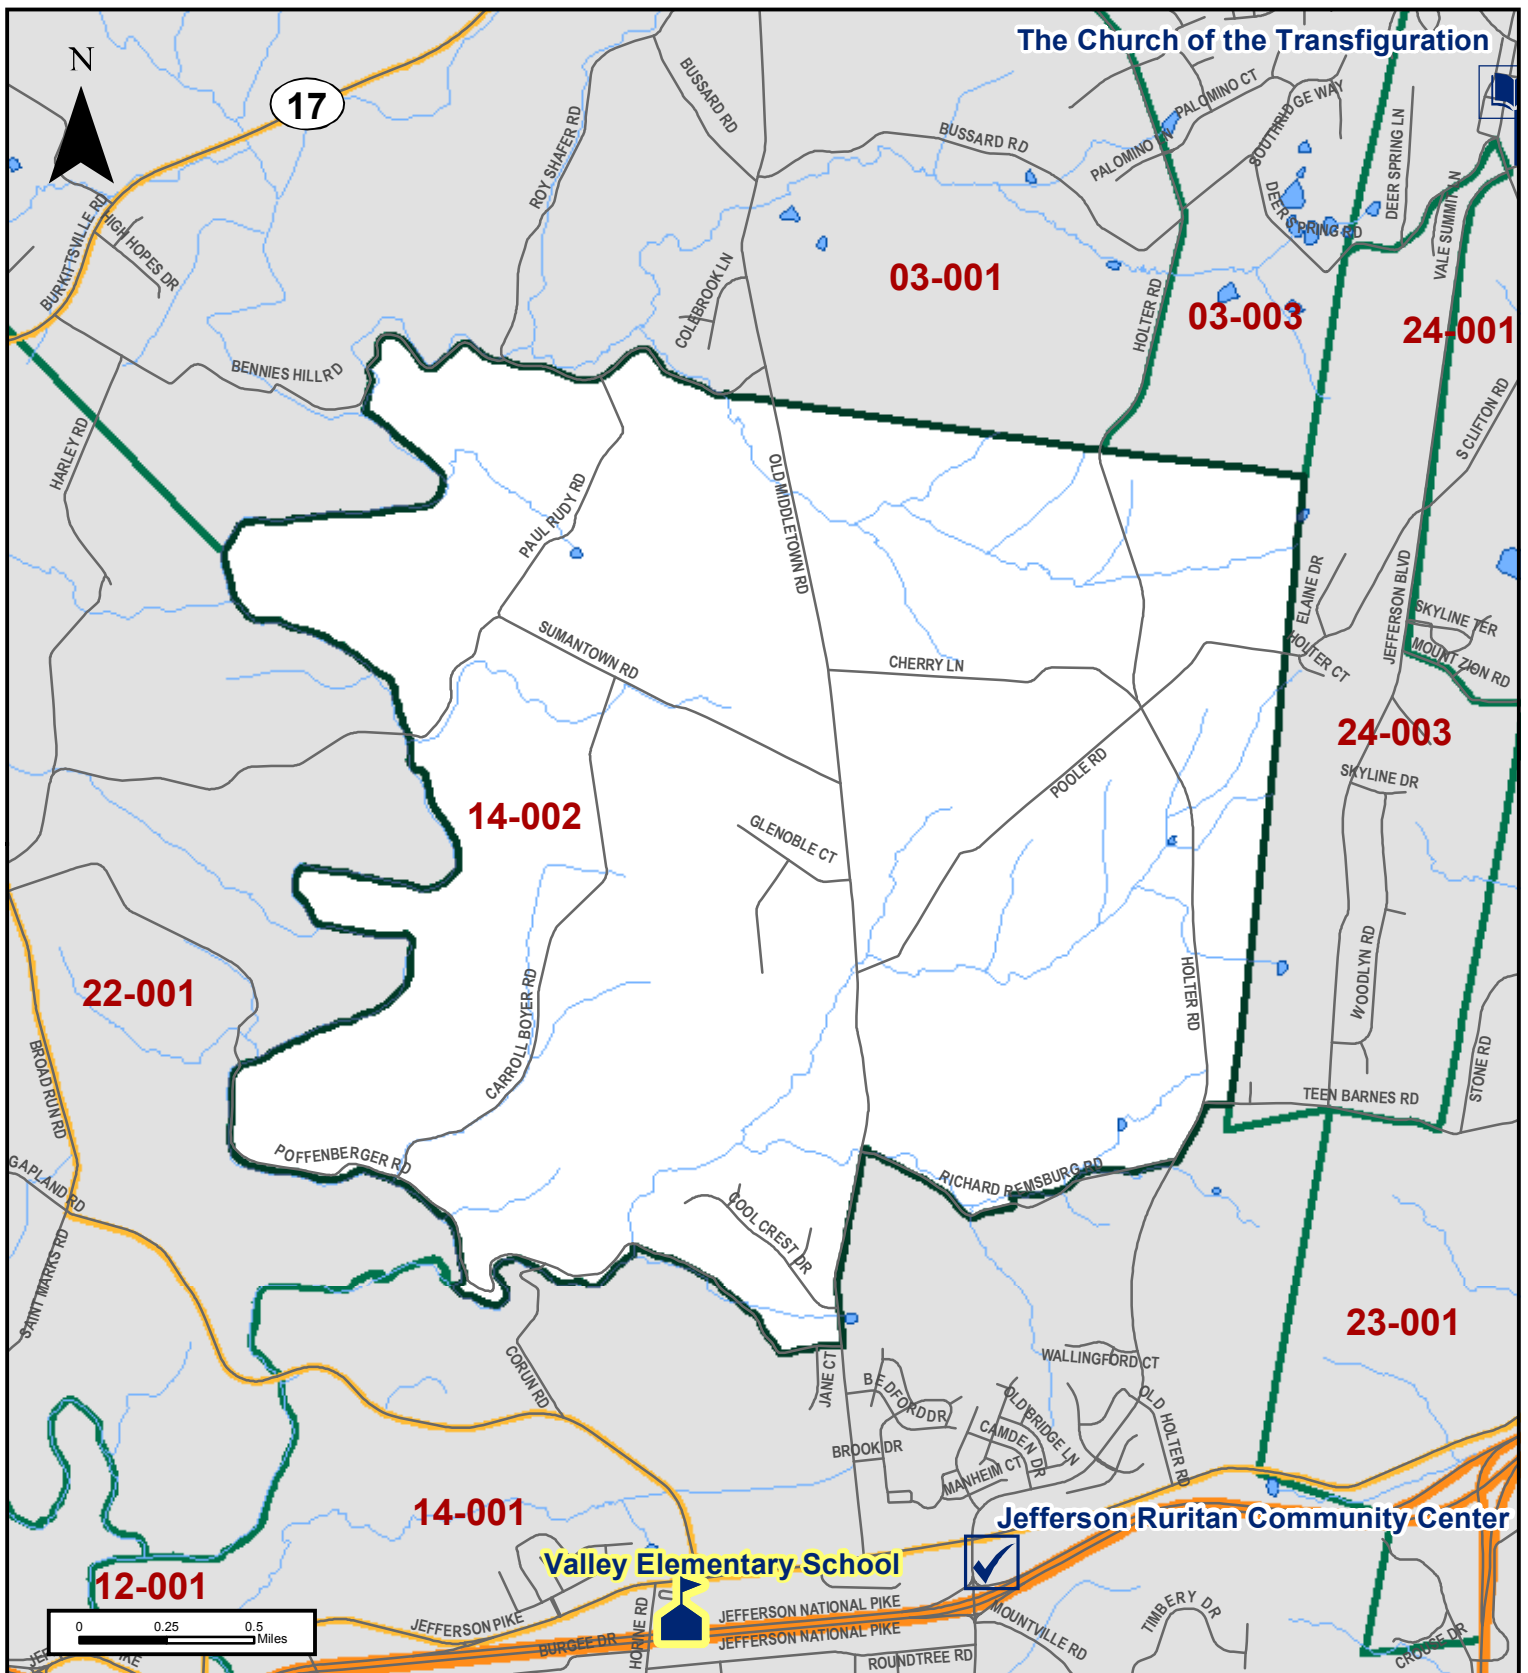 The Church of the Transfiguration
N
17
BUSSARD RD
ROY SHAFER RD
BUSSARD RD
PALOMINO CT
PALOMINO LN
SOUTHRIDGE WAY
DEER SPRING LN
DEER SPRING RD
VALE SUMMIT LN
BURKITTSVILLE RD
HIGH HOPES DR
COLEBROOK LN
03-001
HOLTER RD
03-003
24-001
BENNIES HILL RD
HARLEY RD
S CLIFTON RD
PAUL RUDY RD
OLD MIDDLETOWN RD
ELAINE DR
JEFFERSON BLVD
SKYLINE TER
HOLTER CT
MOUNT ZION RD
SUMANTOWN RD
CHERRY LN
24-003
POOLE RD
SKYLINE DR
14-002
GLENOBLE CT
22-001
CARROLL BOYER RD
HOLTER RD
WOODLYN RD
BROAD RUN RD
STONE RD
TEEN BARNES RD
GAPLAND RD
POFFENBERGER RD
RICHARD REMSBURG RD
COOL CREST DR
SAINT MARKS RD
23-001
CORUN RD
JANE CT
WALLINGFORD CT
BEDFORD DR
OLD BRIDGE LN
OLD HOLTER RD
CAMDEN DR
BROOK DR
MANHEIM CT
14-001
Jefferson Ruritan Community Center
Valley Elementary School
12-001
0 0.25 0.5
Miles
JEFFERSON PIKE
HORINE RD
JEFFERSON NATIONAL PIKE
JEFFERSON NATIONAL PIKE
BURGEE DR
MOUNTVILLE RD
TIMBERY DR
ROUNDTREE RD
CROSSE DR